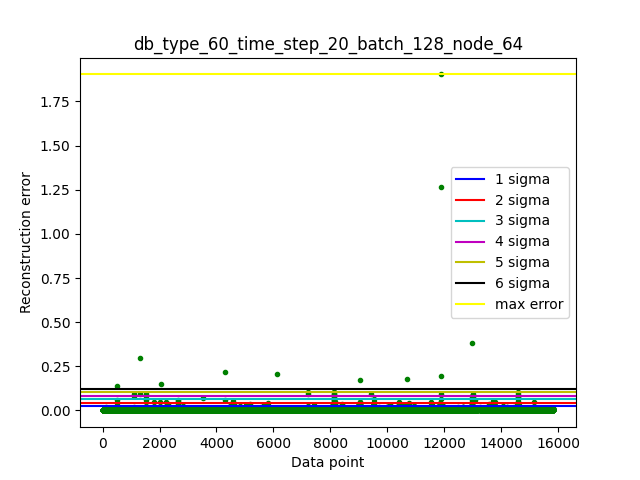 db_type_60_time_step_20_batch_128_node_64
Reconstruction error
1.75
1.50
1.25
1.00
0.75
0.50
0.25
0.00
1 sigma
2 sigma
3 sigma
4 sigma
5 sigma
6 sigma
max error
0 2000 4000 6000 8000 10000 12000 14000 16000
Data point